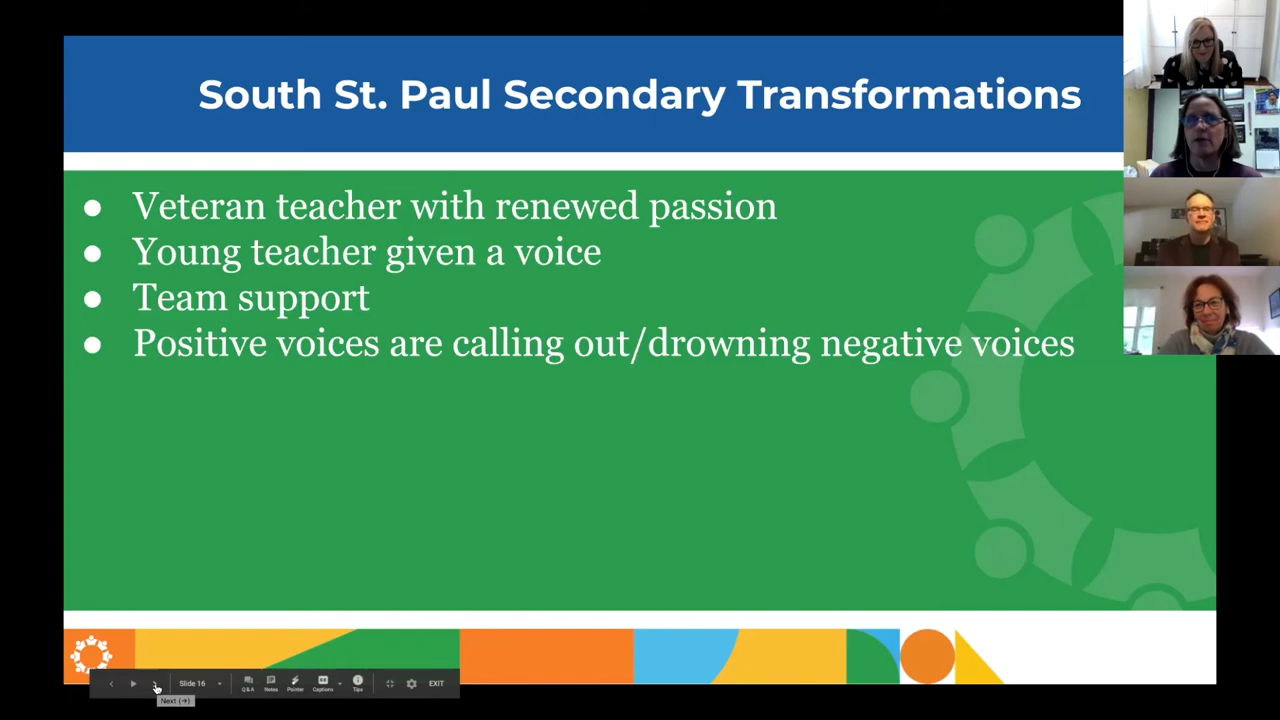 South St. Paul Secondary Transformations
● Veteran teacher with renewed passion
● Young teacher given a voice
● Team support
● Positive voices are calling out/drowning negative voices
Slide 16
Q&A
Notes
Pointer
Captions
Tips
EXIT
Next (→)